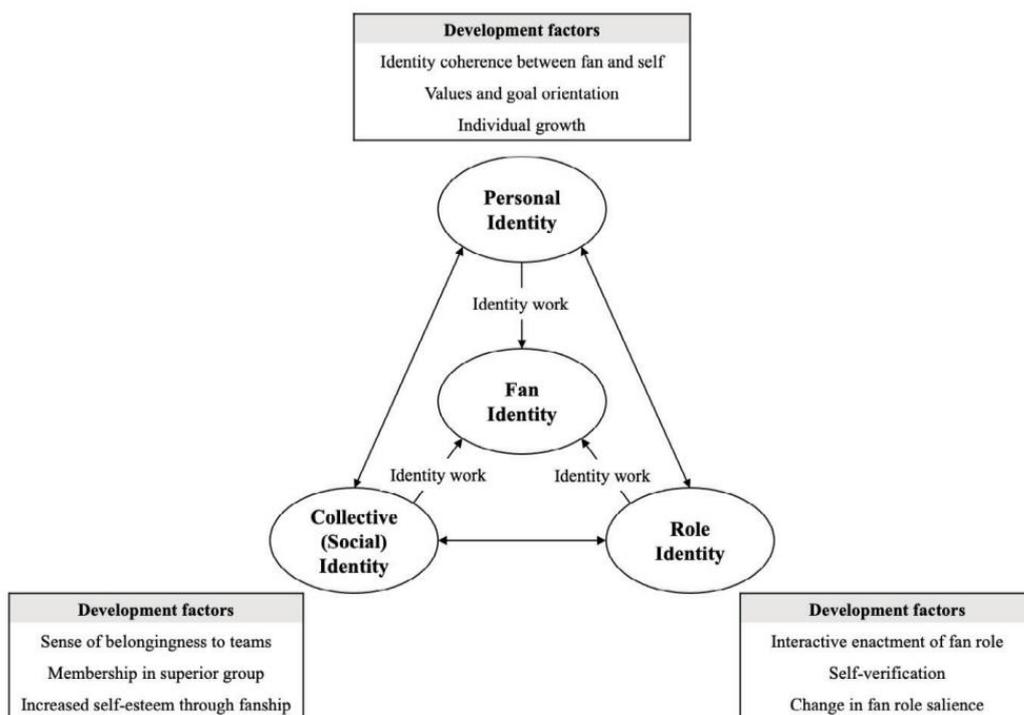 Development factors
Identity coherence between fan and self
Values and goal orientation
Individual growth
Personal
Identity
Identity work
Fan
Identity
Identity work
Identity work
Collective
(Social)
Identity
Role
Identity
Development factors
Sense of belongingness to teams
Membership in superior group
Increased self-esteem through fanship
Development factors
Interactive enactment of fan role
Self-verification
Change in fan role salience